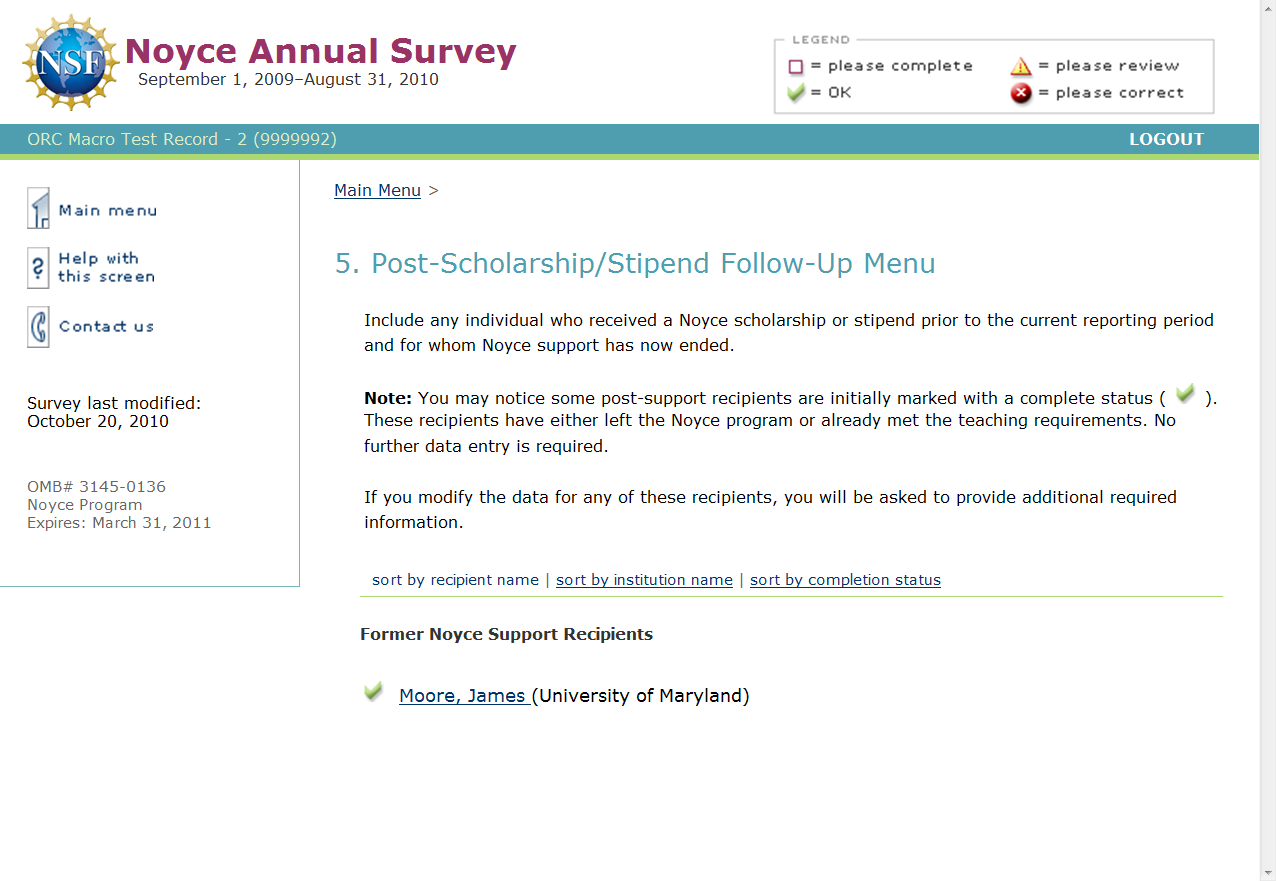 NSF
Noyce Annual Survey
September 1, 2009–August 31, 2010
LEGEND
= please complete
= please review
= OK
= please correct
ORC Macro Test Record - 2 (9999992)
LOGOUT
Main menu
Help with
this screen
Contact us
Survey last modified:
October 20, 2010
OMB# 3145-0136
Noyce Program
Expires: March 31, 2011
Main Menu >
5. Post-Scholarship/Stipend Follow-Up Menu
Include any individual who received a Noyce scholarship or stipend prior to the current reporting period
and for whom Noyce support has now ended.
Note: You may notice some post-support recipients are initially marked with a complete status ( ).
These recipients have either left the Noyce program or already met the teaching requirements. No
further data entry is required.
If you modify the data for any of these recipients, you will be asked to provide additional required
information.
sort by recipient name | sort by institution name | sort by completion status
Former Noyce Support Recipients
Moore, James (University of Maryland)